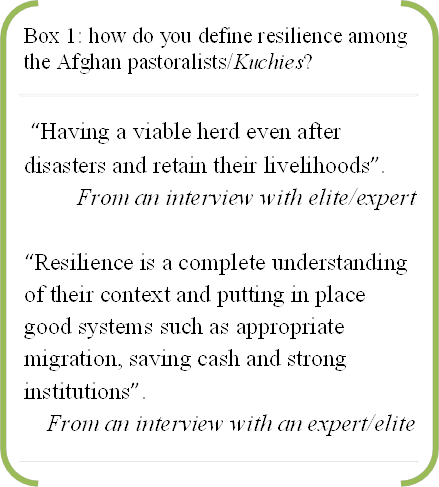 Box 1: how do you define resilience among
the Afghan pastoralists/Kuchies?
“Having a viable herd even after
disasters and retain their livelihoods”.
From an interview with elite/expert
“Resilience is a complete understanding
of their context and putting in place
good systems such as appropriate
migration, saving cash and strong
institutions”.
From an interview with an expert/elite